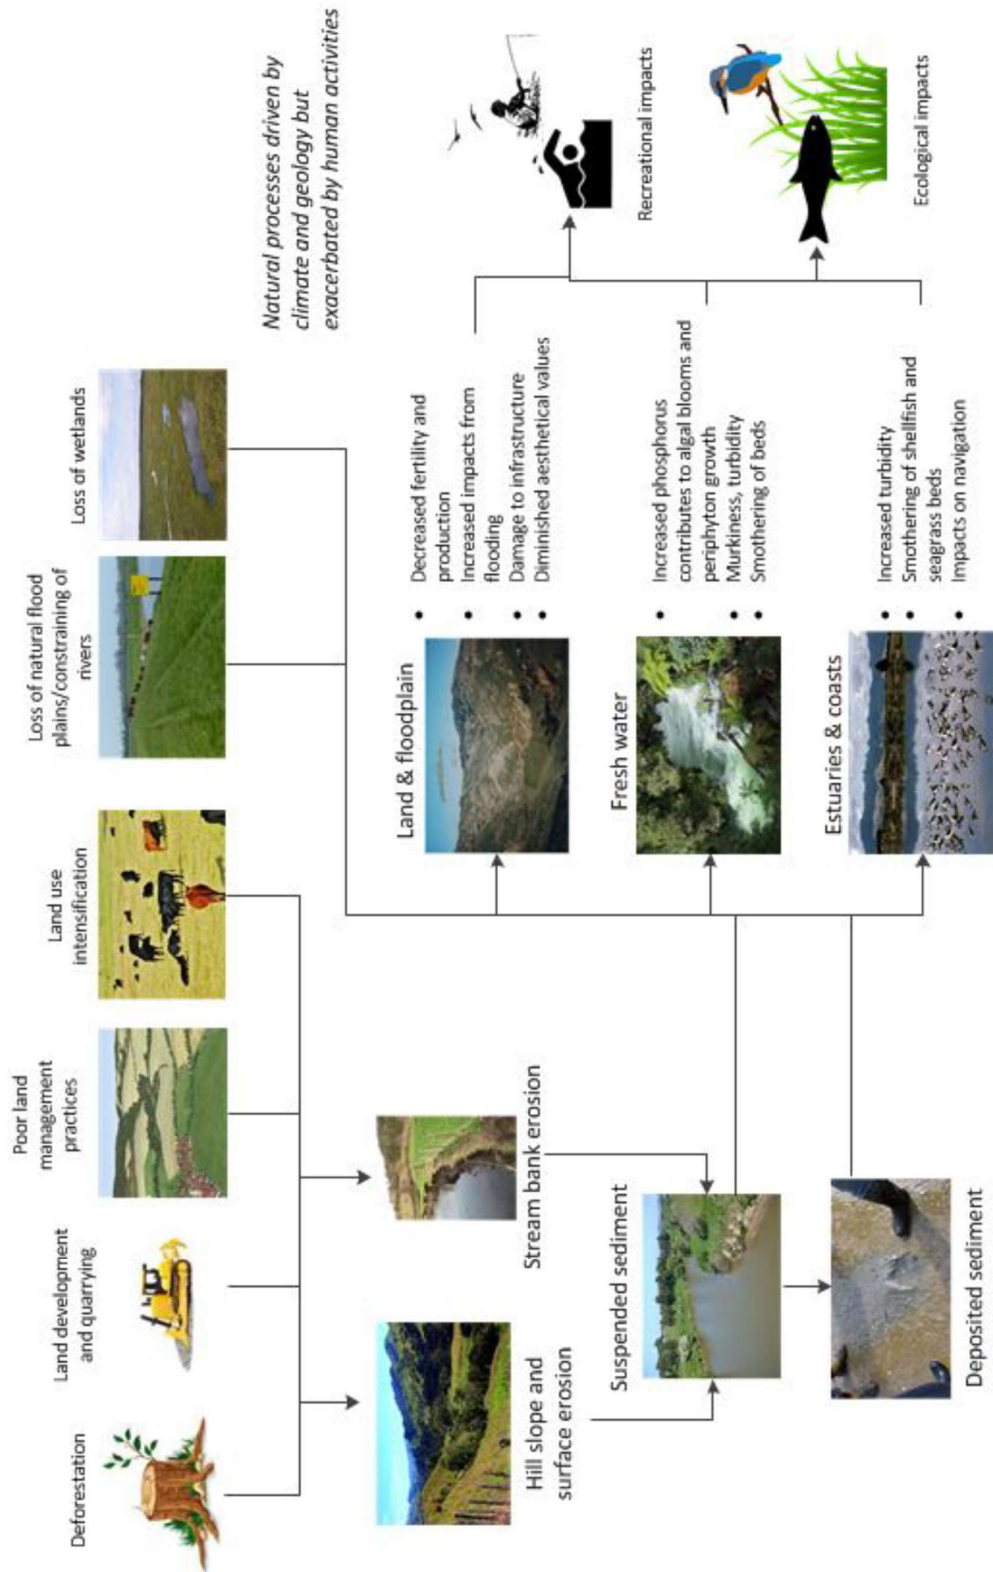 Deforestation
Land development
and quarrying
Poor land
management
practices
Land use
intensification
Loss of natural flood
plains/constraining of
rivers
Loss of wetlands
Natural processes driven by
climate and geology but
exacerbated by human activities
Hill slope and
surface erosion
Stream bank erosion
Suspended sediment
Deposited sediment
Land & floodplain
• Decreased fertility and
production
• Increased impacts from
flooding
• Damage to infrastructure
• Diminished aesthetical values
Fresh water
• Increased phosphorus
contributes to algal blooms and
periphyton growth
• Murkiness, turbidity
• Smothering of beds
Estuaries & coasts
• Increased turbidity
• Smothering of shellfish and
seagrass beds
• Impacts on navigation
Recreational impacts
Ecological impacts